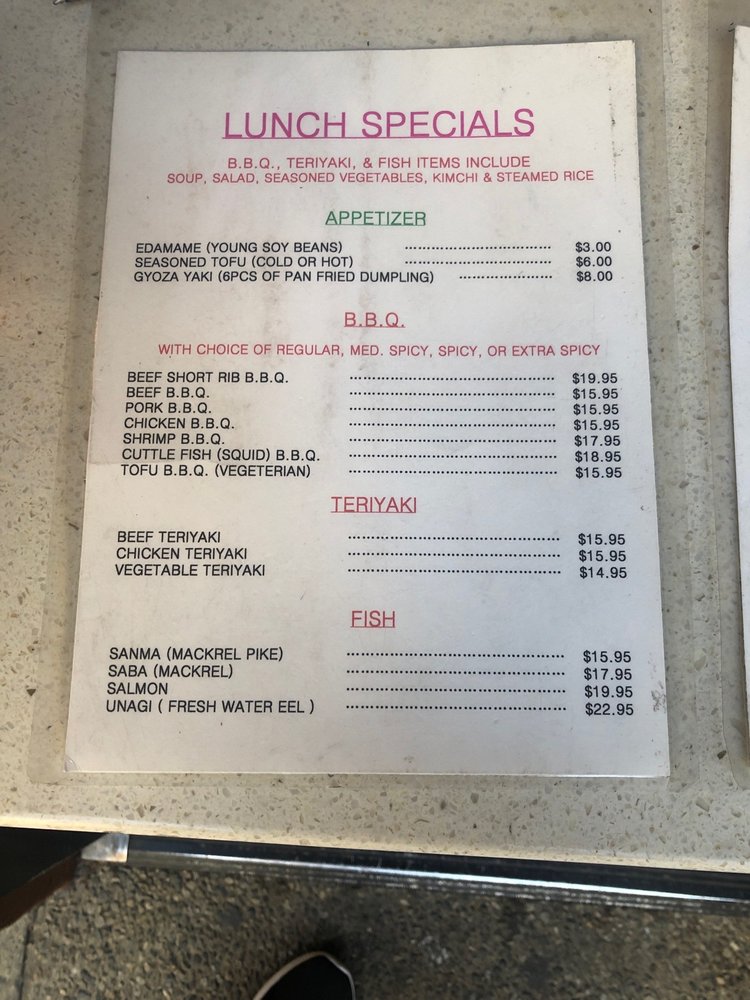 LUNCH SPECIALS
B.B.Q., TERIYAKI, & FISH ITEMS INCLUDE
SOUP, SALAD, SEASONED VEGETABLES, KIMCHI & STEAMED RICE
APPETIZER
EDAMAME (YOUNG SOY BEANS) $3.00
SEASONED TOFU (COLD OR HOT) $6.00
GYOZA YAKI (6PCS OF PAN FRIED DUMPLING) $8.00
B.B.Q.
WITH CHOICE OF REGULAR, MED. SPICY, SPICY, OR EXTRA SPICY
BEEF SHORT RIB B.B.Q. $19.95
BEEF B.B.Q. $15.95
PORK B.B.Q. $15.95
CHICKEN B.B.Q. $15.95
SHRIMP B.B.Q. $17.95
CUTTLE FISH (SQUID) B.B.Q. $18.95
TOFU B.B.Q. (VEGETERIAN) $15.95
TERIYAKI
BEEF TERIYAKI $15.95
CHICKEN TERIYAKI $15.95
VEGETABLE TERIYAKI $14.95
FISH
SANMA (MACKREL PIKE) $15.95
SABA (MACKREL) $17.95
SALMON $19.95
UNAGI ( FRESH WATER EEL ) $22.95